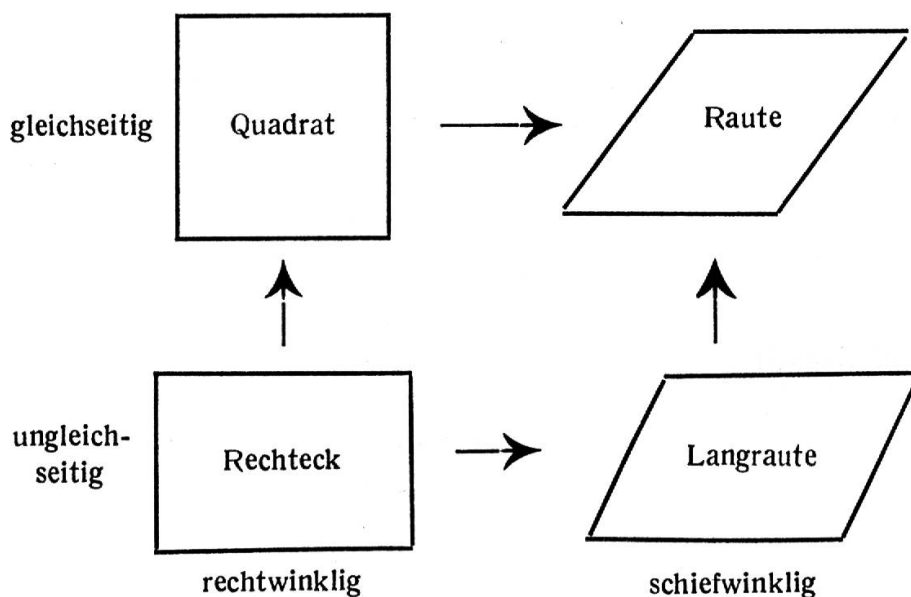 gleichseitig
Quadrat
Raute
ungleich-
seitig
Rechteck
Langraute
rechtwinklig
schiefwinklig